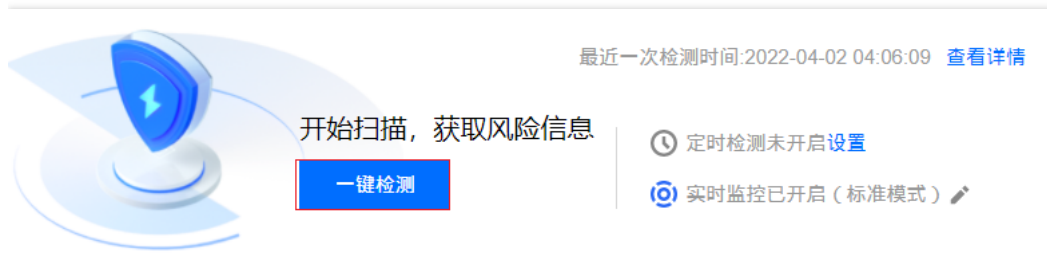 最近一次检测时间:2022-04-02 04:06:09 查看详情
开始扫描，获取风险信息
定时检测未开启设置
一键检测
实时监控已开启（标准模式）